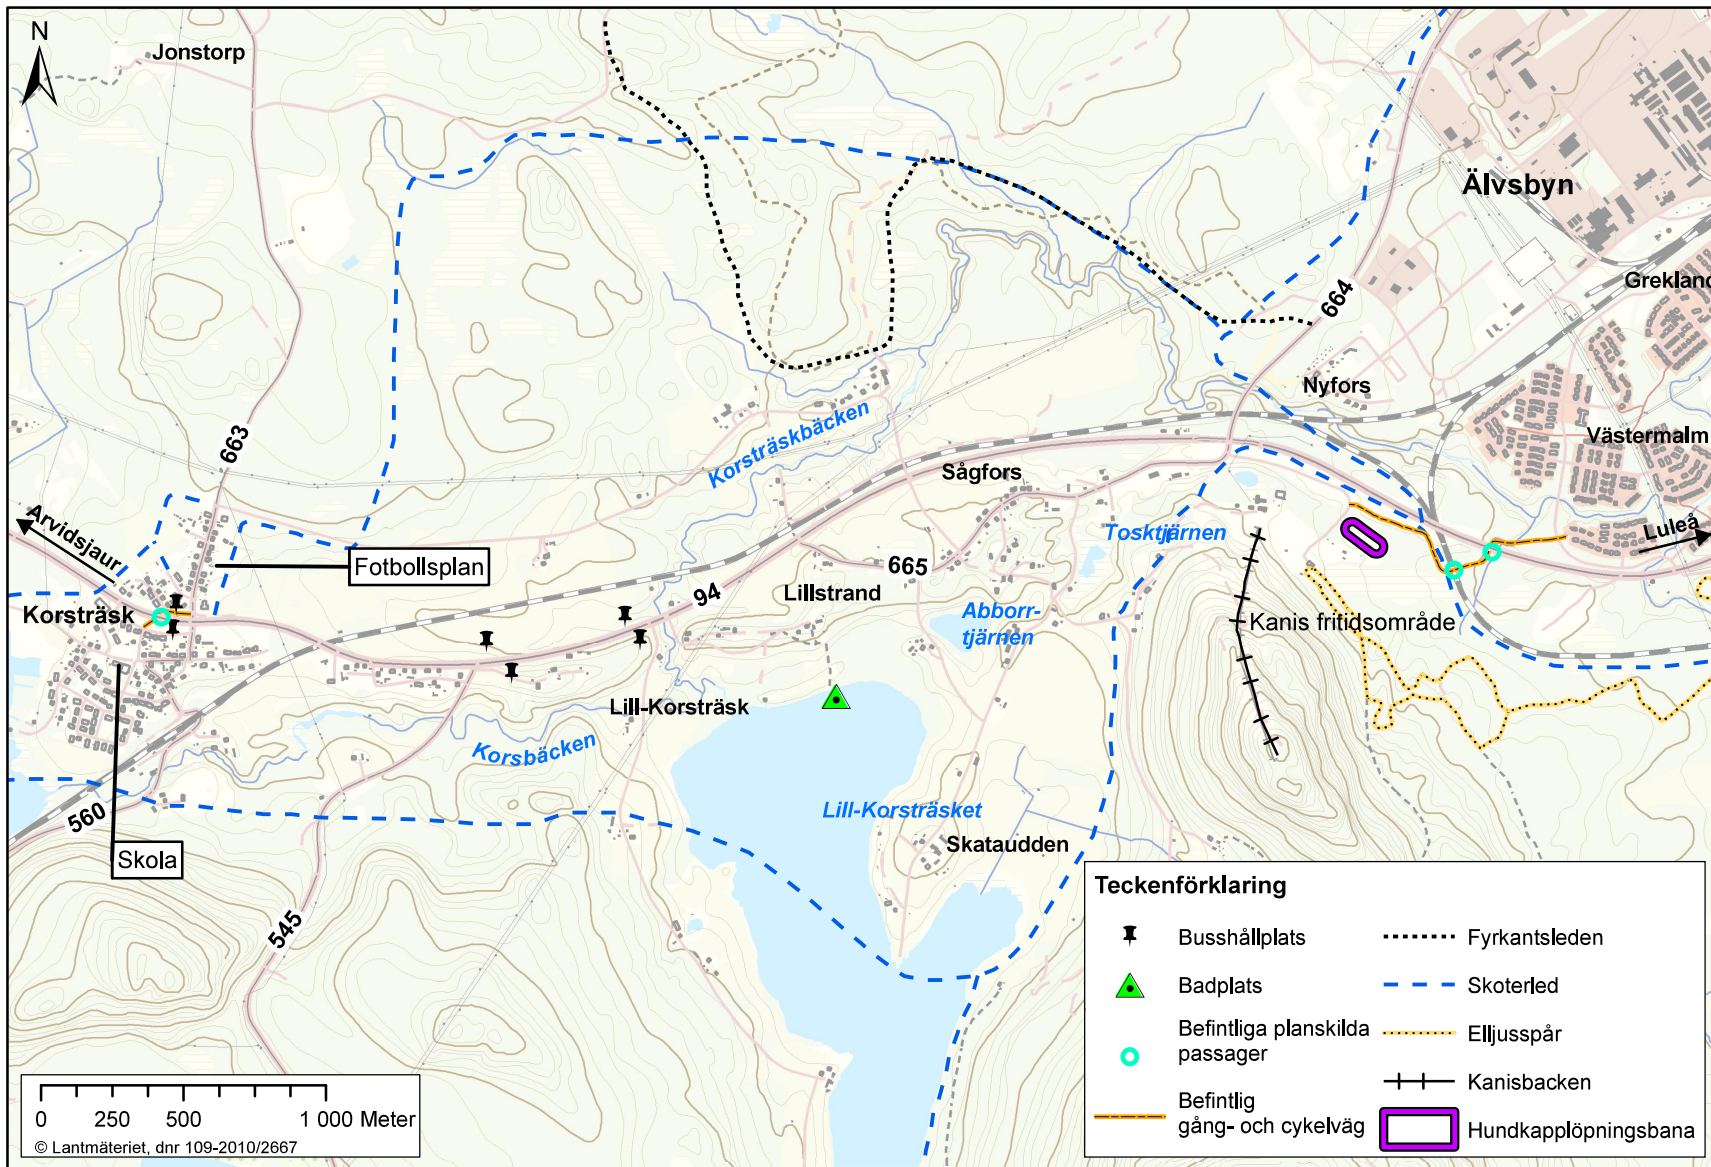 N
Jonstorp
Älvsbyn
Grekland
664
Nyfors
Västermalm
663
Korsträskbäcken
Sågfors
Arvidsjaur
Tosktjärnen
Luleå
Fotbollsplan
665
94
Lillstrand
Korsträsk
Abborr-
tjärnen
Kanis fritidsområde
Lill-Korsträsk
Korsbäcken
560
Lill-Korsträsket
Skataudden
Skola
545
Teckenförklaring
Busshållplats
Badplats
Befintliga planskilda
passager
Befintlig
gång- och cykelväg
Fyrkantsleden
Skoterled
Elljusspår
Kanisbacken
Hundkapplöpningsbana
0 250 500 1 000 Meter
© Lantmäteriet, dnr 109-2010/2667